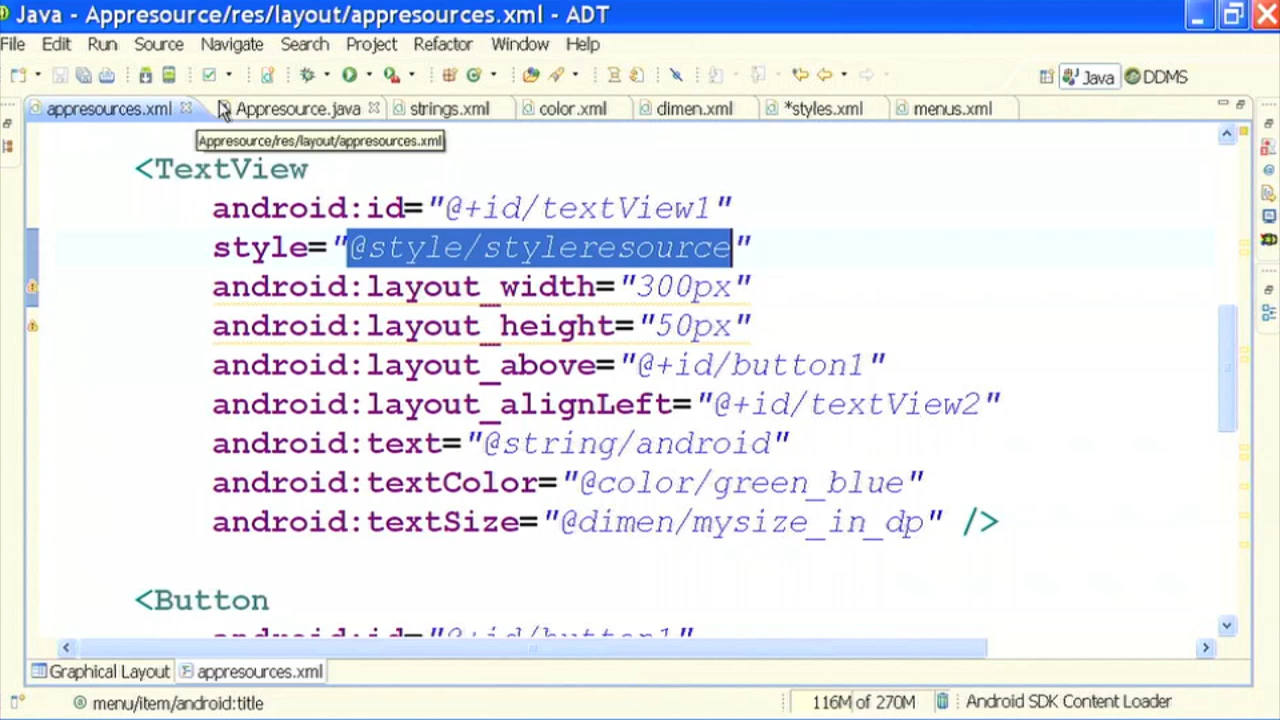 Java - Appresource/res/layout/appresources.xml - ADT
File Edit Run Source Navigate Search Project Refactor Window Help
Java DDMS
appresources.xml Appresource.java strings.xml color.xml dimen.xml *styles.xml menus.xml
Appresource/res/layout/appresources.xml
<TextView
android:id="@+id/textView1"
style="@style/styleresource"
android:layout_width="300px"
android:layout_height="50px"
android:layout_above="@+id/button1"
android:layout_alignLeft="@+id/textView2"
android:text="@string/android"
android:textColor="@color/green_blue"
android:textSize="@dimen/mysize_in_dp" />
<Button
android:id="@+id/button1"
Graphical Layout appresources.xml
menu/item/android:title 116M of 270M Android SDK Content Loader